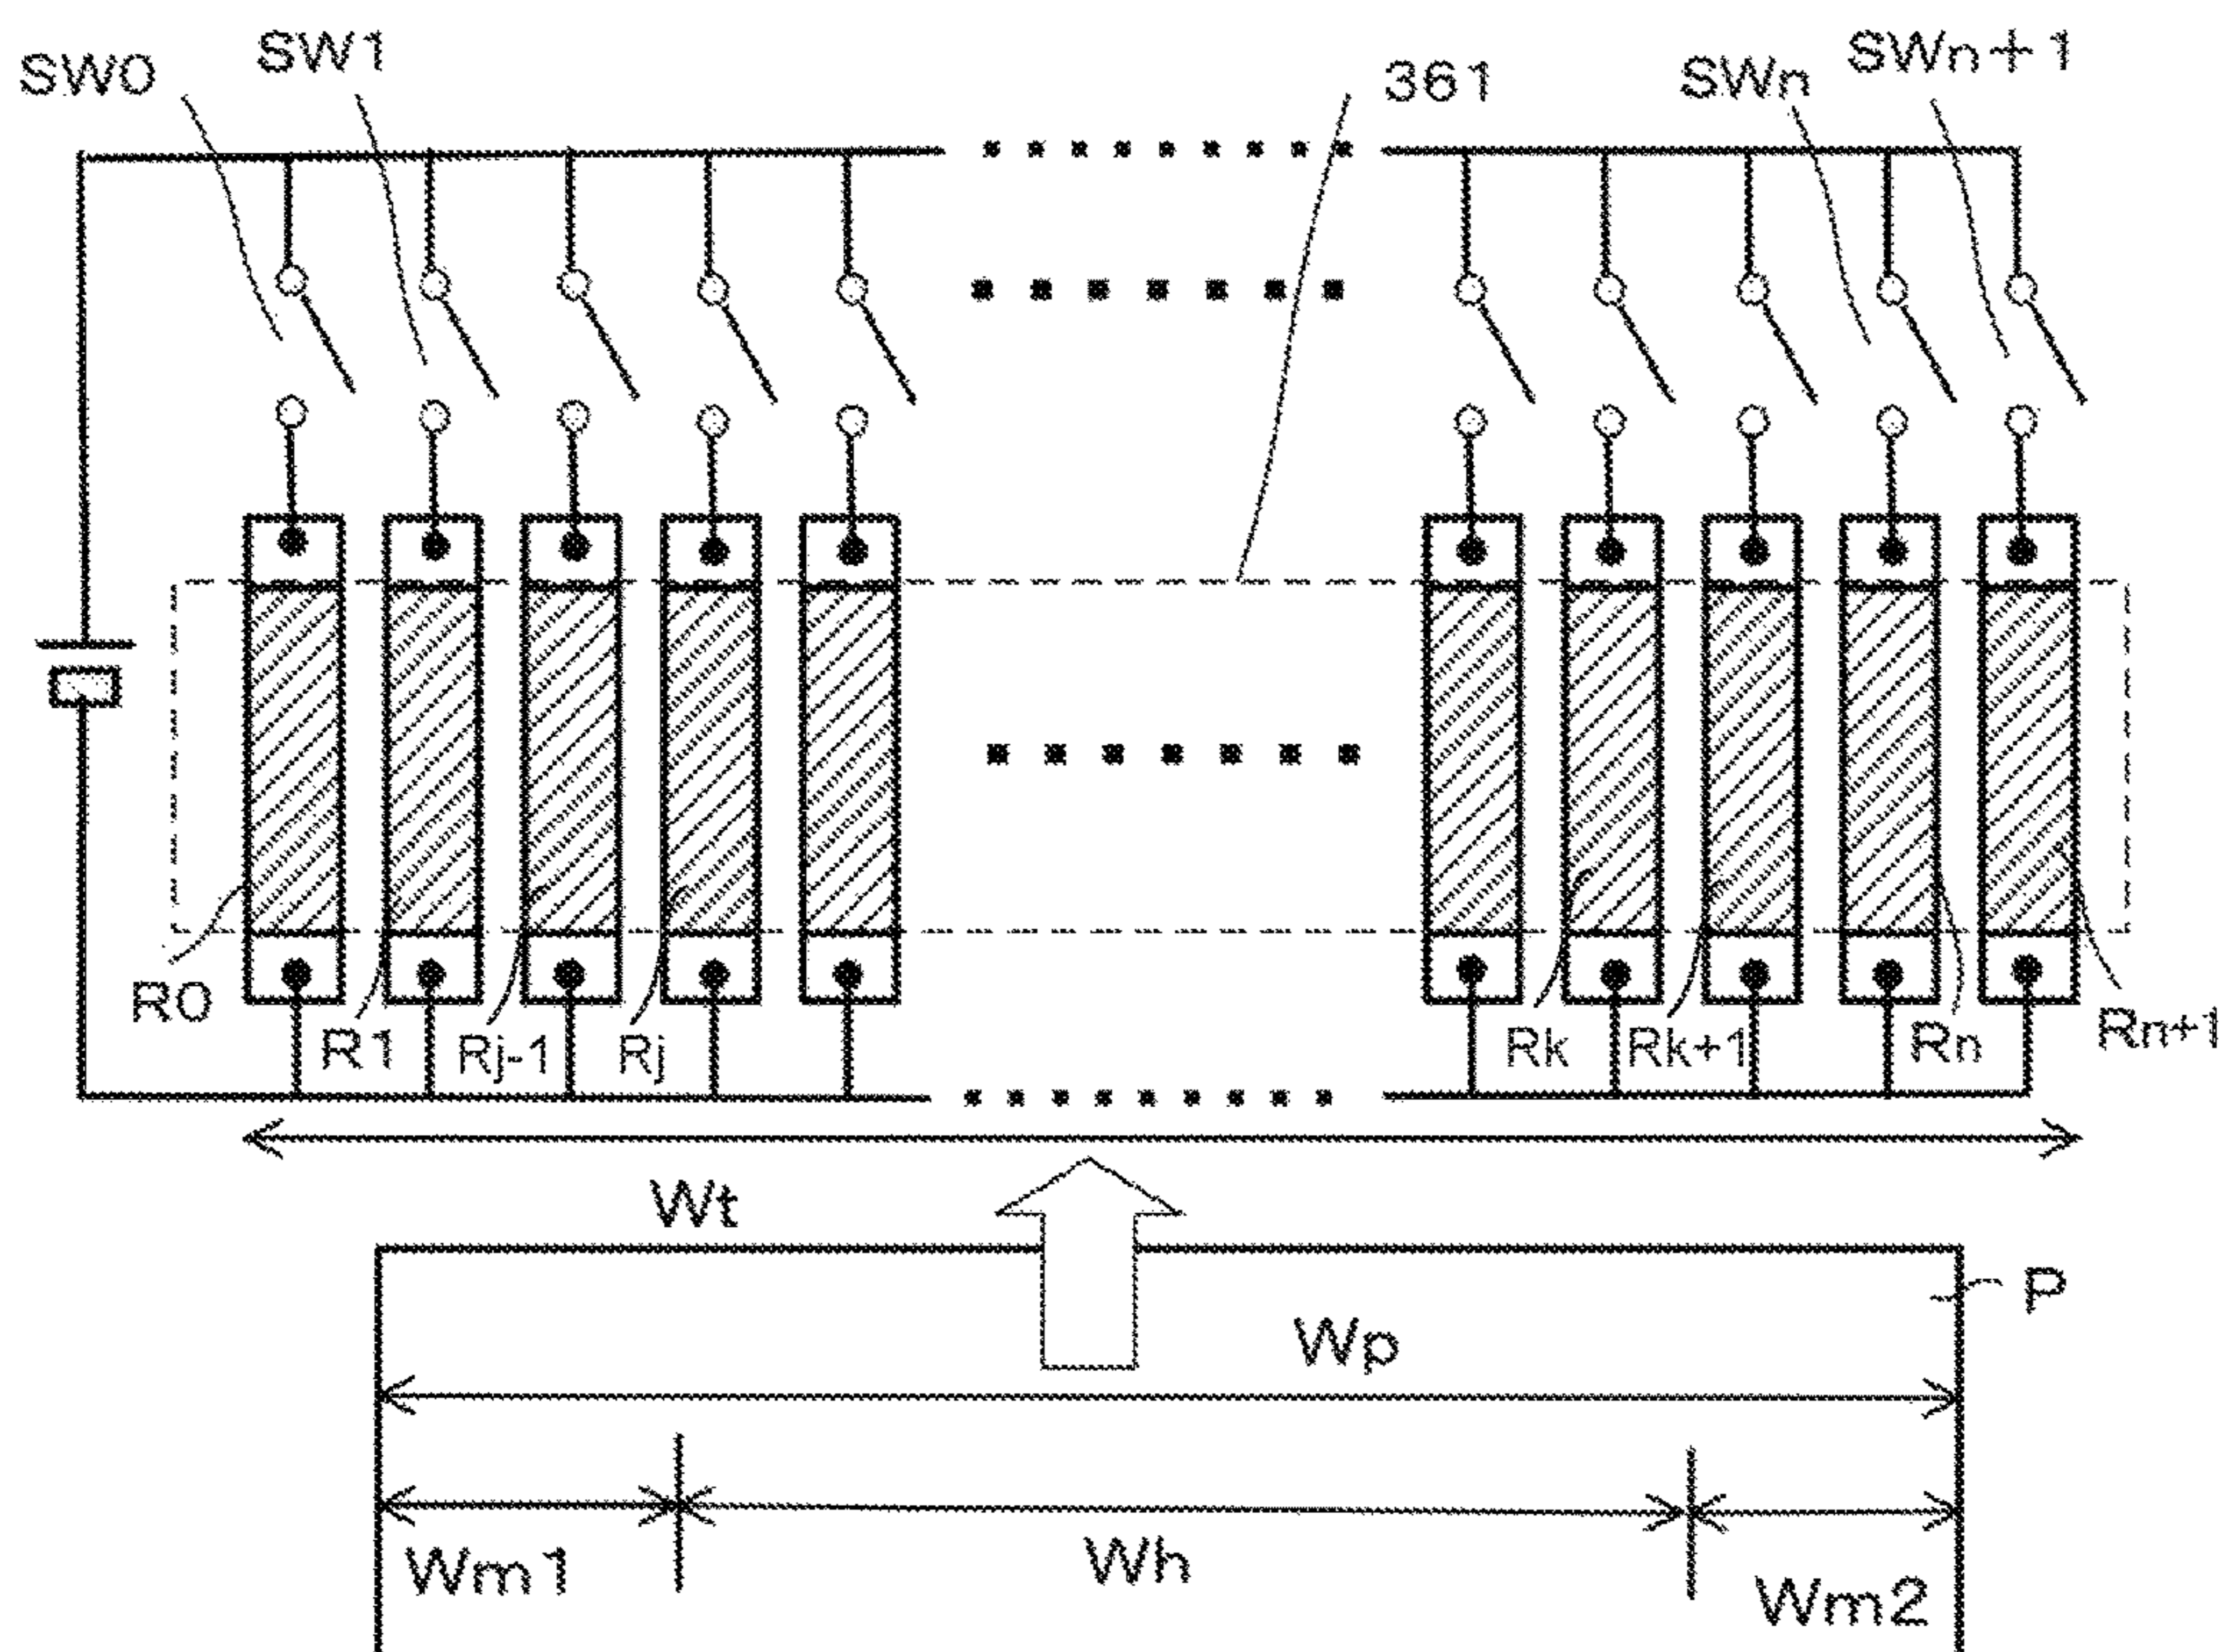 SW0
SW1
361
SWn
SWn+1
R0
R1
Rj-1
Rj
Rk
Rk+1
Rn
Rn+1
Wt
P
Wp
Wm1
Wh
Wm2